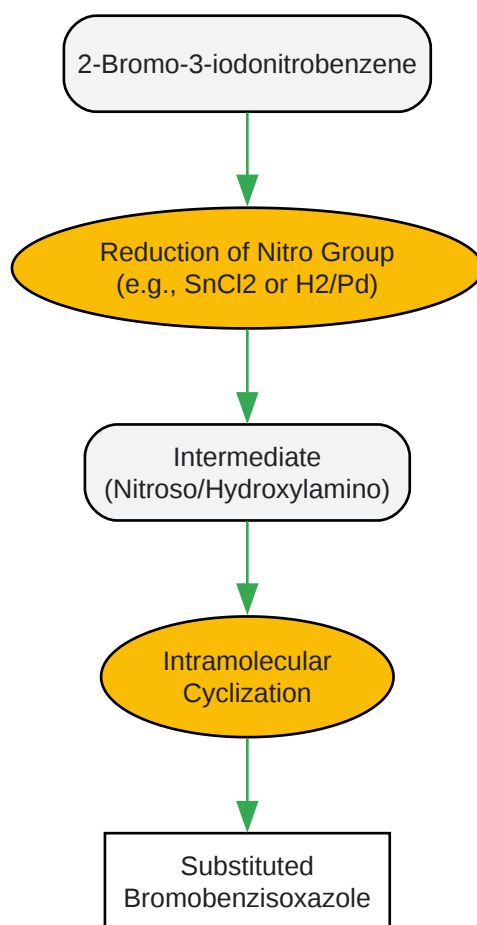 2-Bromo-3-iodonitrobenzene
Reduction of Nitro Group
(e.g., SnCl2 or H2/Pd)
Intermediate
(Nitroso/Hydroxylamino)
Intramolecular
Cyclization
Substituted
Bromobenzisoxazole